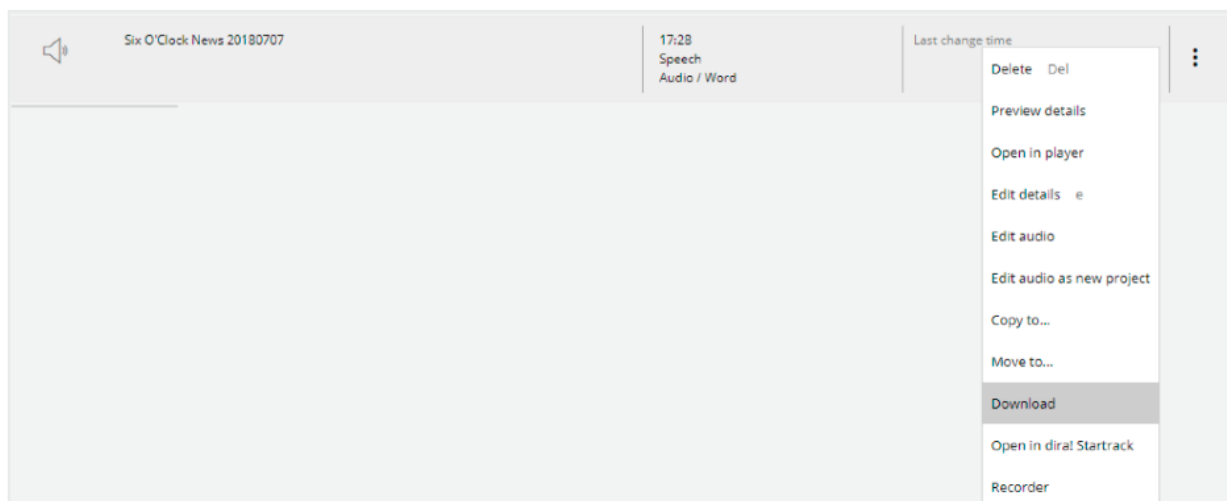 Six O'Clock News 20180707
17:28
Speech
Audio / Word
Last change time
Delete Del
Preview details
Open in player
Edit details e
Edit audio
Edit audio as new project
Copy to...
Move to...
Download
Open in dira! Startrack
Recorder